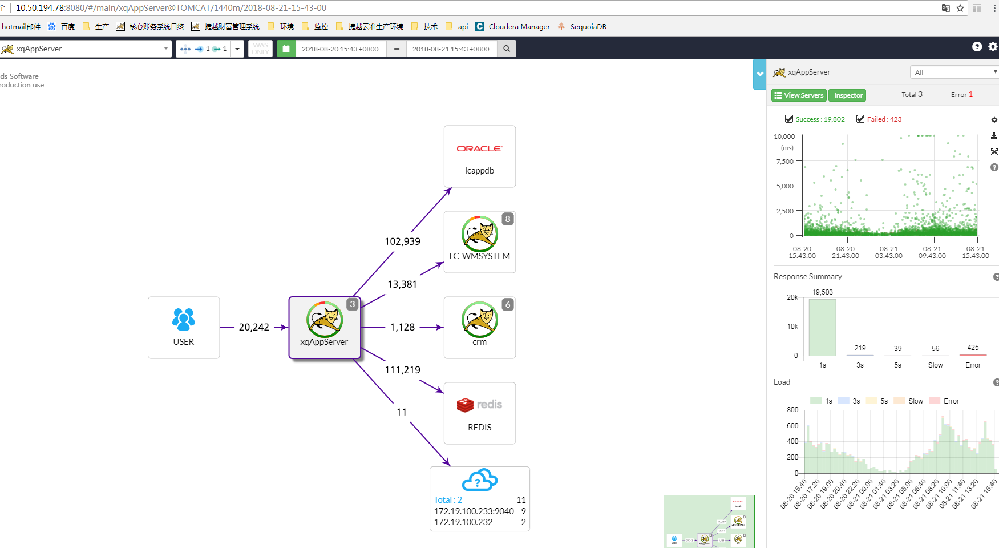 全 10.50.194.78:8080/#/main/xqAppServer@TOMCAT/1440m/2018-08-21-15-43-00
hotmail邮件 百度 生产 核心账务系统日终 捷越财富管理系统 环境 监控 捷越云准生产环境 技术 api Cloudera Manager SequoiaDB
xqAppServer 1 1 WAS ONLY 2018-08-20 15:43 +0800 2018-08-21 15:43 +0800
ds Software
roduction use
ORACLE
lcappdb
102,939
8
LC_WMSYSTEM
13,381
USER
20,242
3
xqAppServer
1,128
6
crm
111,219
redis
REDIS
11
Total : 2 11
172.19.100.233:9040 9
172.19.100.232 2
xqAppServer All
View Servers Inspector Total 3 Error 1
Success : 19,802 Failed : 423
10,000
(ms)
7,500
5,000
2,500
0
08-20 15:43:00
08-20 21:43:00
08-21 03:43:00
08-21 09:43:00
08-21 15:43:00
Response Summary
20k
10k
0
19,503 219 39 56 425
1s 3s 5s Slow Error
Load
1s 3s 5s Slow Error
800
600
400
200
0
08-20 15:40
08-20 17:20
08-20 19:00
08-20 20:40
08-20 22:20
08-21 00:00
08-21 01:40
08-21 03:20
08-21 05:00
08-21 06:40
08-21 08:20
08-21 10:00
08-21 11:40
08-21 13:20
08-21 15:40